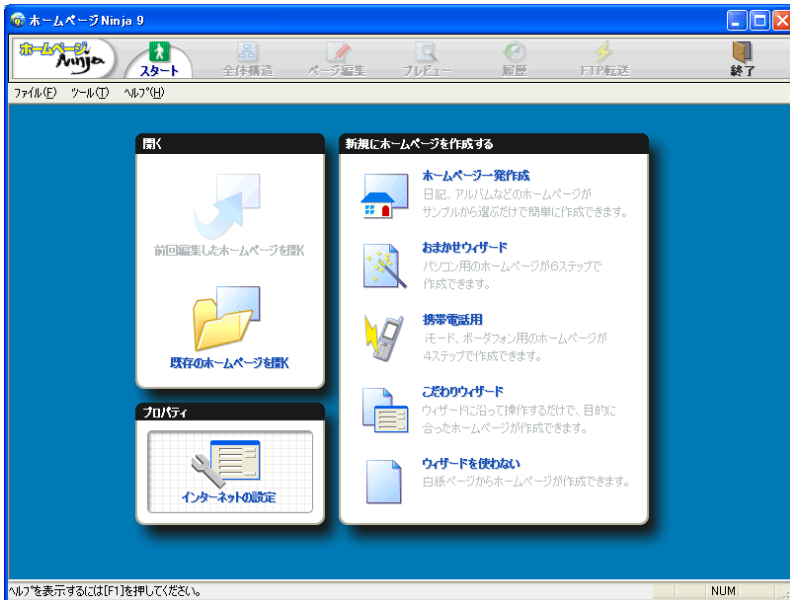 ホームページNinja 9
ホームページ
Ninja
スタート
全体構造
ページ編集
プレビュー
履歴
FTP転送
終了
ファイル(F) ツール(T) ヘルプ(H)
開く
前回編集したホームページを開く
既存のホームページを開く
プロパティ
インターネットの設定
新規にホームページを作成する
ホームページ一発作成
日記、アルバムなどのホームページが
サンプルから選ぶだけで簡単に作成できます。
おまかせウィザード
パソコン用のホームページが6ステップで
作成できます。
携帯電話用
iモード、ボーダフォン用のホームページが
4ステップで作成できます。
こだわりウィザード
ウィザードに沿って操作するだけで、目的に
合ったホームページが作成できます。
ウィザードを使わない
白紙ページからホームページが作成できます。
ヘルプを表示するには[F1]を押してください。
NUM